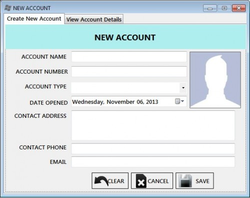 NEW ACCOUNT
Create New Account View Account Details
NEW ACCOUNT
ACCOUNT NAME
ACCOUNT NUMBER
ACCOUNT TYPE
DATE OPENED Wednesday, November 06, 2013
CONTACT ADDRESS
CONTACT PHONE
EMAIL
CLEAR CANCEL SAVE